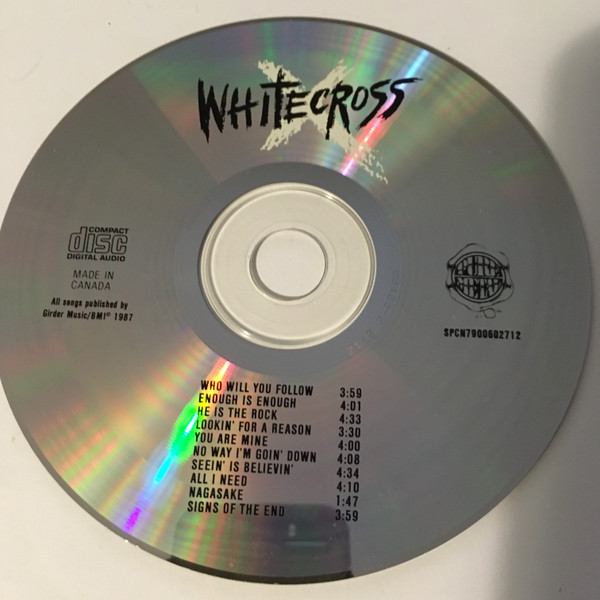 WHITECROSS
COMPACT
disc
DIGITAL AUDIO
MADE IN
CANADA
All songs published by
Girder Music/BMI© 1987
SPCN7900602712
WHO WILL YOU FOLLOW 3:59
ENOUGH IS ENOUGH 4:01
HE IS THE ROCK 4:33
LOOKIN' FOR A REASON 3:30
YOU ARE MINE 4:00
NO WAY I'M GOIN' DOWN 4:08
SEEIN' IS BELIEVIN' 4:34
ALL I NEED 4:10
NAGASAKE 1:47
SIGNS OF THE END 3:59